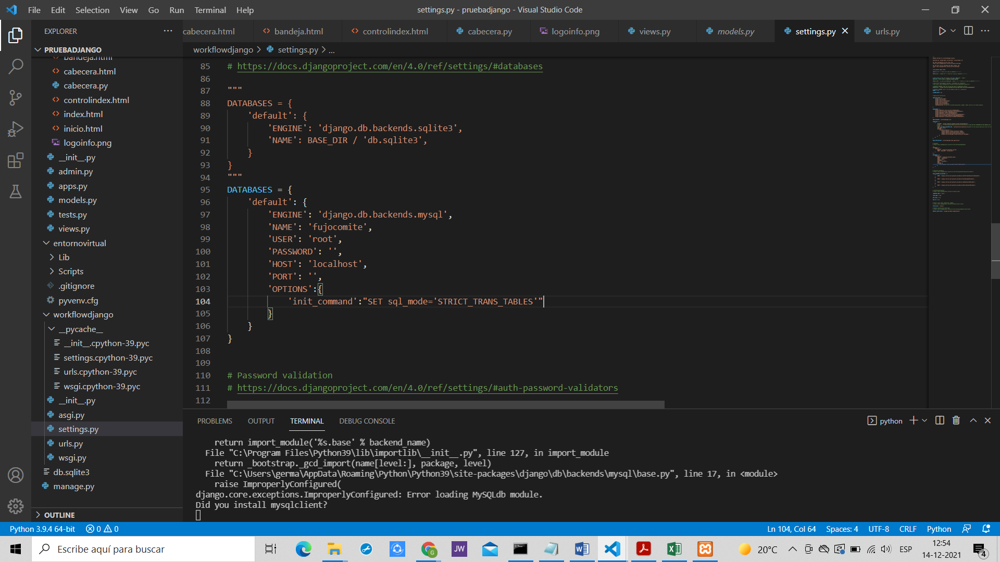 File Edit Selection View Go Run Terminal Help
settings.py - pruebadjango - Visual Studio Code
EXPLORER
PRUEBADJANGO
bandeja.html
cabecera.html
cabecera.py
controlindex.html
index.html
inicio.html
logoinfo.png
__init__.py
admin.py
apps.py
models.py
tests.py
views.py
entornovirtual
Lib
Scripts
.gitignore
pyvenv.cfg
workflowdjango
__pycache__
__init__.cpython-39.pyc
settings.cpython-39.pyc
urls.cpython-39.pyc
wsgi.cpython-39.pyc
__init__.py
asgi.py
settings.py
urls.py
wsgi.py
db.sqlite3
manage.py
OUTLINE
cabecera.html bandeja.html controlindex.html cabecera.py logoinfo.png views.py models.py settings.py urls.py
workflowdjango > settings.py > ...
85 # https://docs.djangoproject.com/en/4.0/ref/settings/#databases
86
87 """
88 DATABASES = {
89 'default': {
90 'ENGINE': 'django.db.backends.sqlite3',
91 'NAME': BASE_DIR / 'db.sqlite3',
92 }
93 }
94 """
95 DATABASES = {
96 'default': {
97 'ENGINE': 'django.db.backends.mysql',
98 'NAME': 'fujocomite',
99 'USER': 'root',
100 'PASSWORD': '',
101 'HOST': 'localhost',
102 'PORT': '',
103 'OPTIONS':{
104 'init_command':"SET sql_mode='STRICT_TRANS_TABLES'"
105 }
106 }
107 }
108
109
110 # Password validation
111 # https://docs.djangoproject.com/en/4.0/ref/settings/#auth-password-validators
112
PROBLEMS OUTPUT TERMINAL DEBUG CONSOLE
python
return import_module('%s.base' % backend_name)
File "C:\Program Files\Python39\lib\importlib\__init__.py", line 127, in import_module
return _bootstrap._gcd_import(name[level:], package, level)
File "C:\Users\germa\AppData\Roaming\Python\Python39\site-packages\django\db\backends\mysql\base.py", line 17, in <module>
raise ImproperlyConfigured(
django.core.exceptions.ImproperlyConfigured: Error loading MySQLdb module.
Did you install mysqlclient?
Python 3.9.4 64-bit 0 0
Ln 104, Col 64 Spaces: 4 UTF-8 CRLF Python
Escribe aquí para buscar
JW
20°C
ESP
12:54
14-12-2021
4